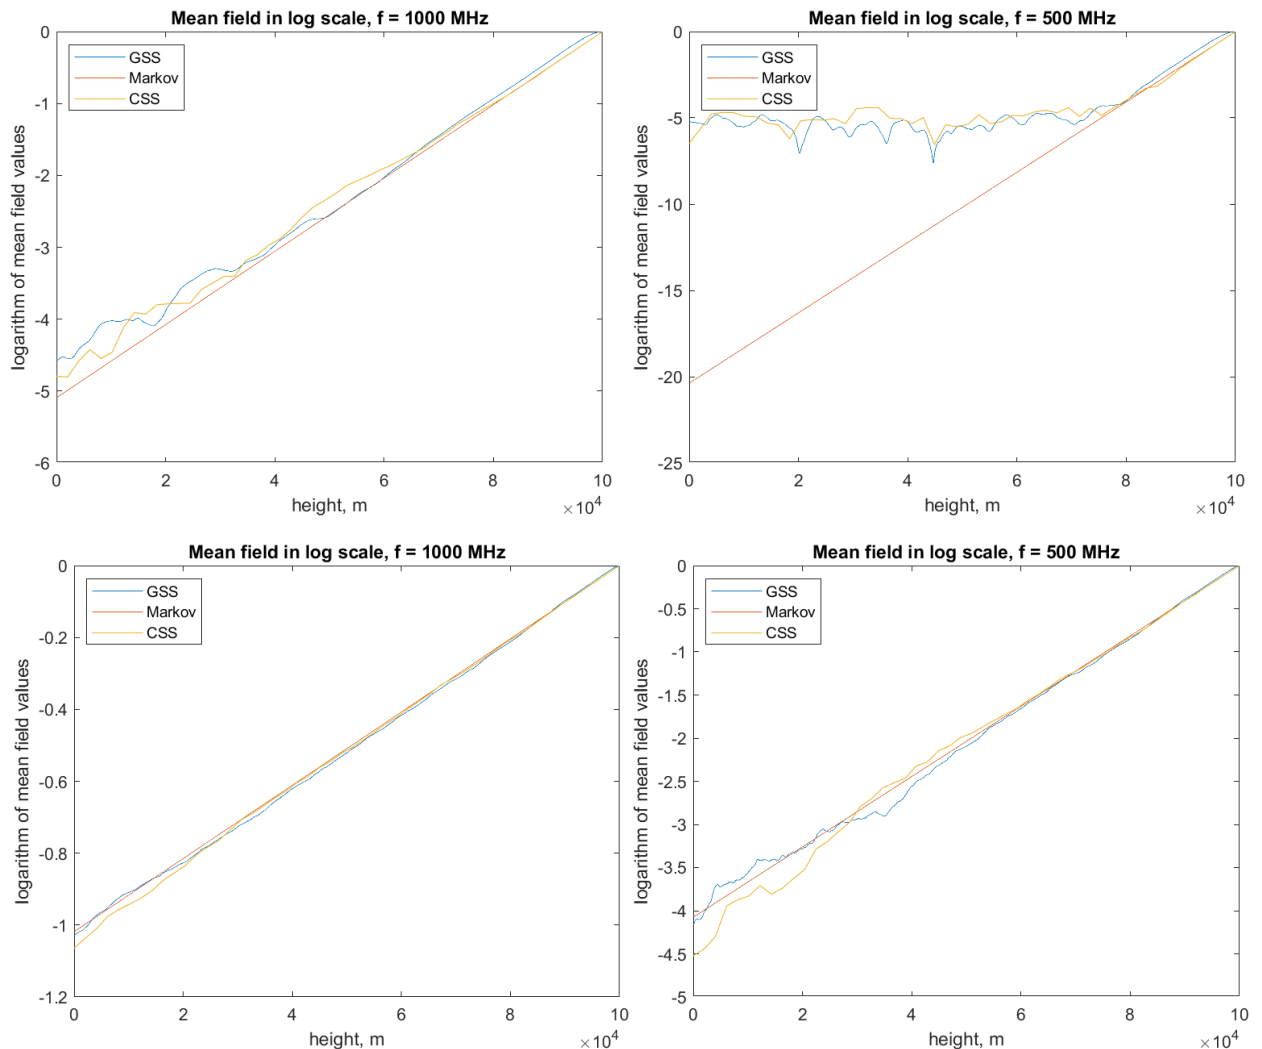 Mean field in log scale, f = 1000 MHz
0
-1
-2
-3
-4
-5
-6
logarithm of mean field values
GSS
Markov
CSS
0 2 4 6 8 10
×10^4
height, m
Mean field in log scale, f = 500 MHz
0
-5
-10
-15
-20
-25
logarithm of mean field values
GSS
Markov
CSS
0 2 4 6 8 10
×10^4
height, m
Mean field in log scale, f = 1000 MHz
0
-0.2
-0.4
-0.6
-0.8
-1
-1.2
logarithm of mean field values
GSS
Markov
CSS
0 2 4 6 8 10
×10^4
height, m
Mean field in log scale, f = 500 MHz
0
-0.5
-1
-1.5
-2
-2.5
-3
-3.5
-4
-4.5
-5
logarithm of mean field values
GSS
Markov
CSS
0 2 4 6 8 10
×10^4
height, m